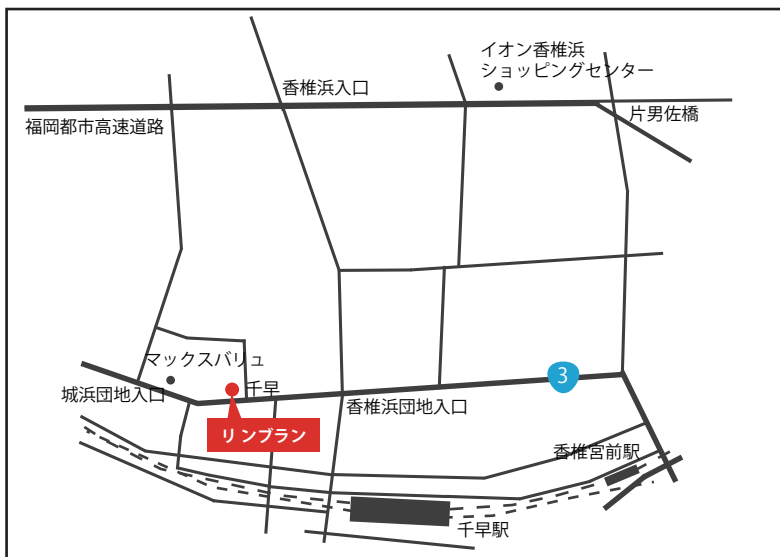 イオン香椎浜
ショッピングセンター
香椎浜入口
福岡都市高速道路
片男佐橋
マックスバリュ
3
城浜団地入口
千早
香椎浜団地入口
リンブラン
香椎宮前駅
千早駅